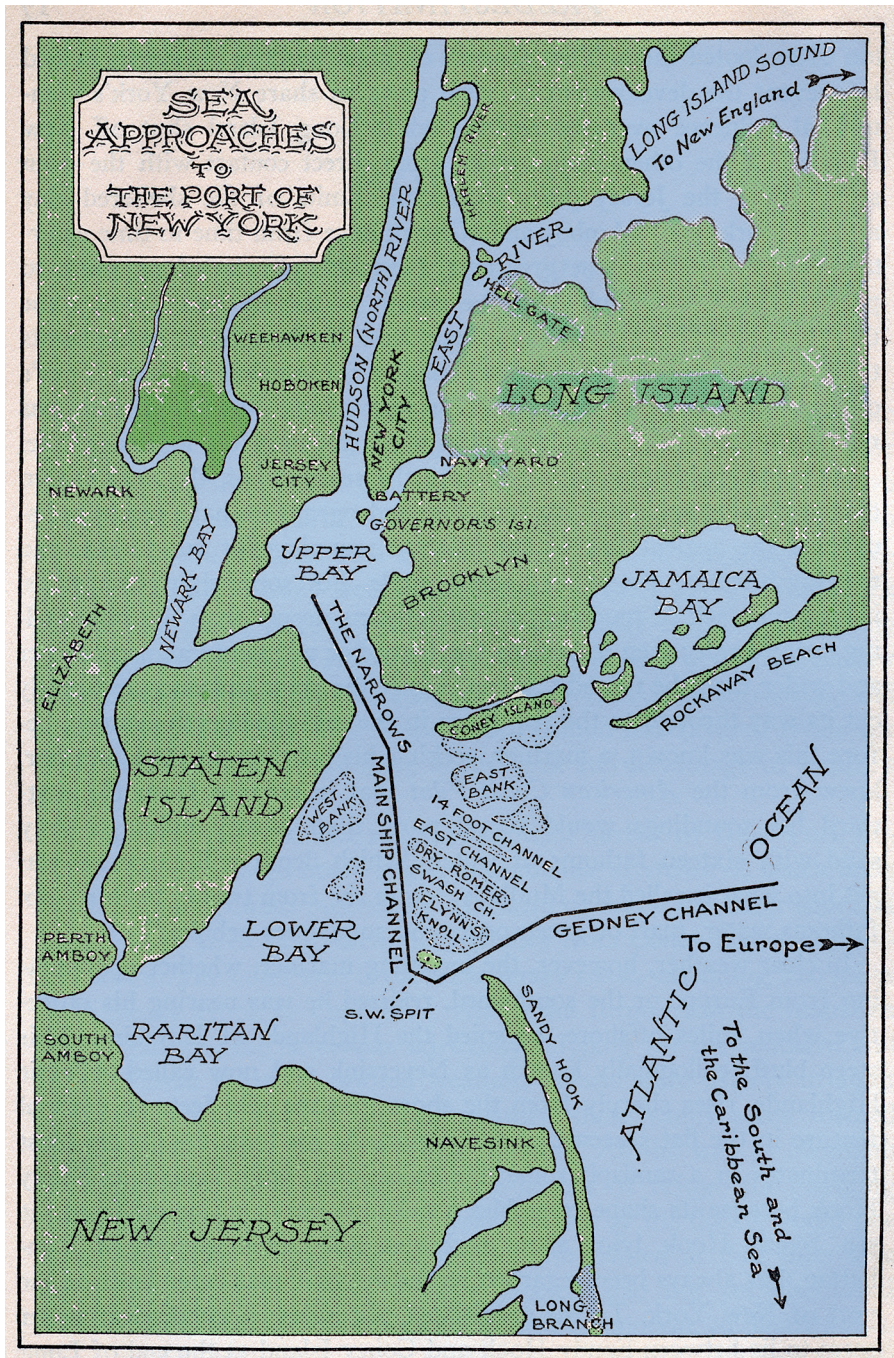 SEA
APPROACHES
TO
THE PORT OF
NEW YORK
LONG ISLAND SOUND
To New England
HARLEM RIVER
HUDSON (NORTH) RIVER
EAST RIVER
HELL GATE
WEEHAWKEN
HOBOKEN
NEW YORK
CITY
LONG ISLAND
JERSEY
CITY
NAVY YARD
NEWARK
BATTERY
GOVERNOR'S Isl.
UPPER
BAY
BROOKLYN
JAMAICA
BAY
NEWARK BAY
ELIZABETH
THE NARROWS
ROCKAWAY BEACH
CONEY ISLAND
STATEN
ISLAND
WEST
BANK
EAST
BANK
MAIN SHIP CHANNEL
14 FOOT CHANNEL
EAST CHANNEL
DRY ROMER
SWASH CH.
FLYNN'S
KNOLL
LOWER
BAY
GEDNEY CHANNEL
To Europe
PERTH
AMBOY
S.W. SPIT
SOUTH
AMBOY
RARITAN
BAY
SANDY HOOK
ATLANTIC OCEAN
To the South and
the Caribbean Sea
NAVESINK
NEW JERSEY
LONG
BRANCH